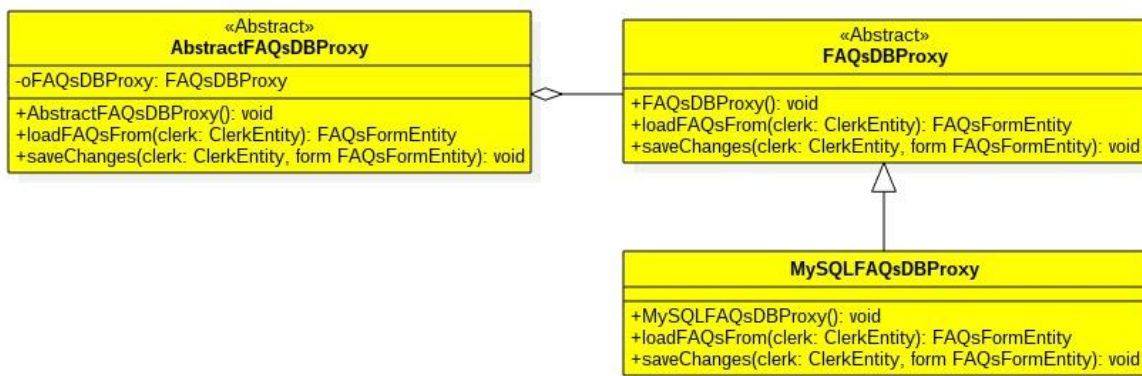 «Abstract»
AbstractFAQsDBProxy
-oFAQsDBProxy: FAQsDBProxy
+AbstractFAQsDBProxy(): void
+loadFAQsFrom(clerk: ClerkEntity): FAQsFormEntity
+saveChanges(clerk: ClerkEntity, form FAQsFormEntity): void
«Abstract»
FAQsDBProxy
+FAQsDBProxy(): void
+loadFAQsFrom(clerk: ClerkEntity): FAQsFormEntity
+saveChanges(clerk: ClerkEntity, form FAQsFormEntity): void
MySQLFAQsDBProxy
+MySQLFAQsDBProxy(): void
+loadFAQsFrom(clerk: ClerkEntity): FAQsFormEntity
+saveChanges(clerk: ClerkEntity, form FAQsFormEntity): void